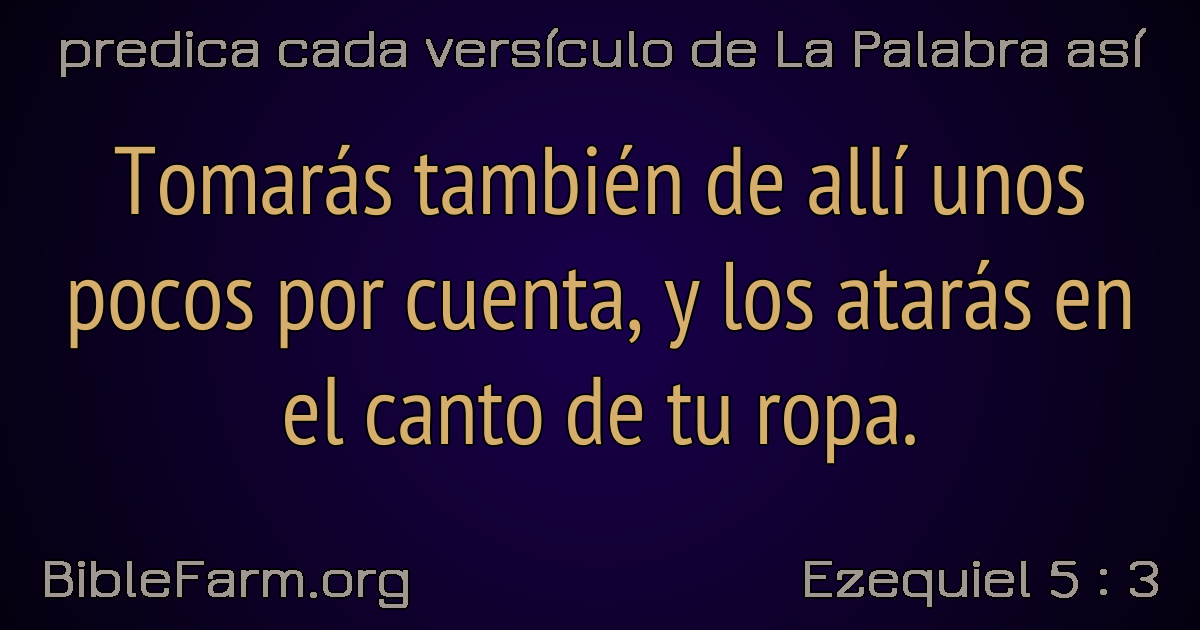 predica cada versículo de La Palabra así
Tomarás también de allí unos
pocos por cuenta, y los atarás en
el canto de tu ropa.
BibleFarm.org
Ezequiel 5 : 3